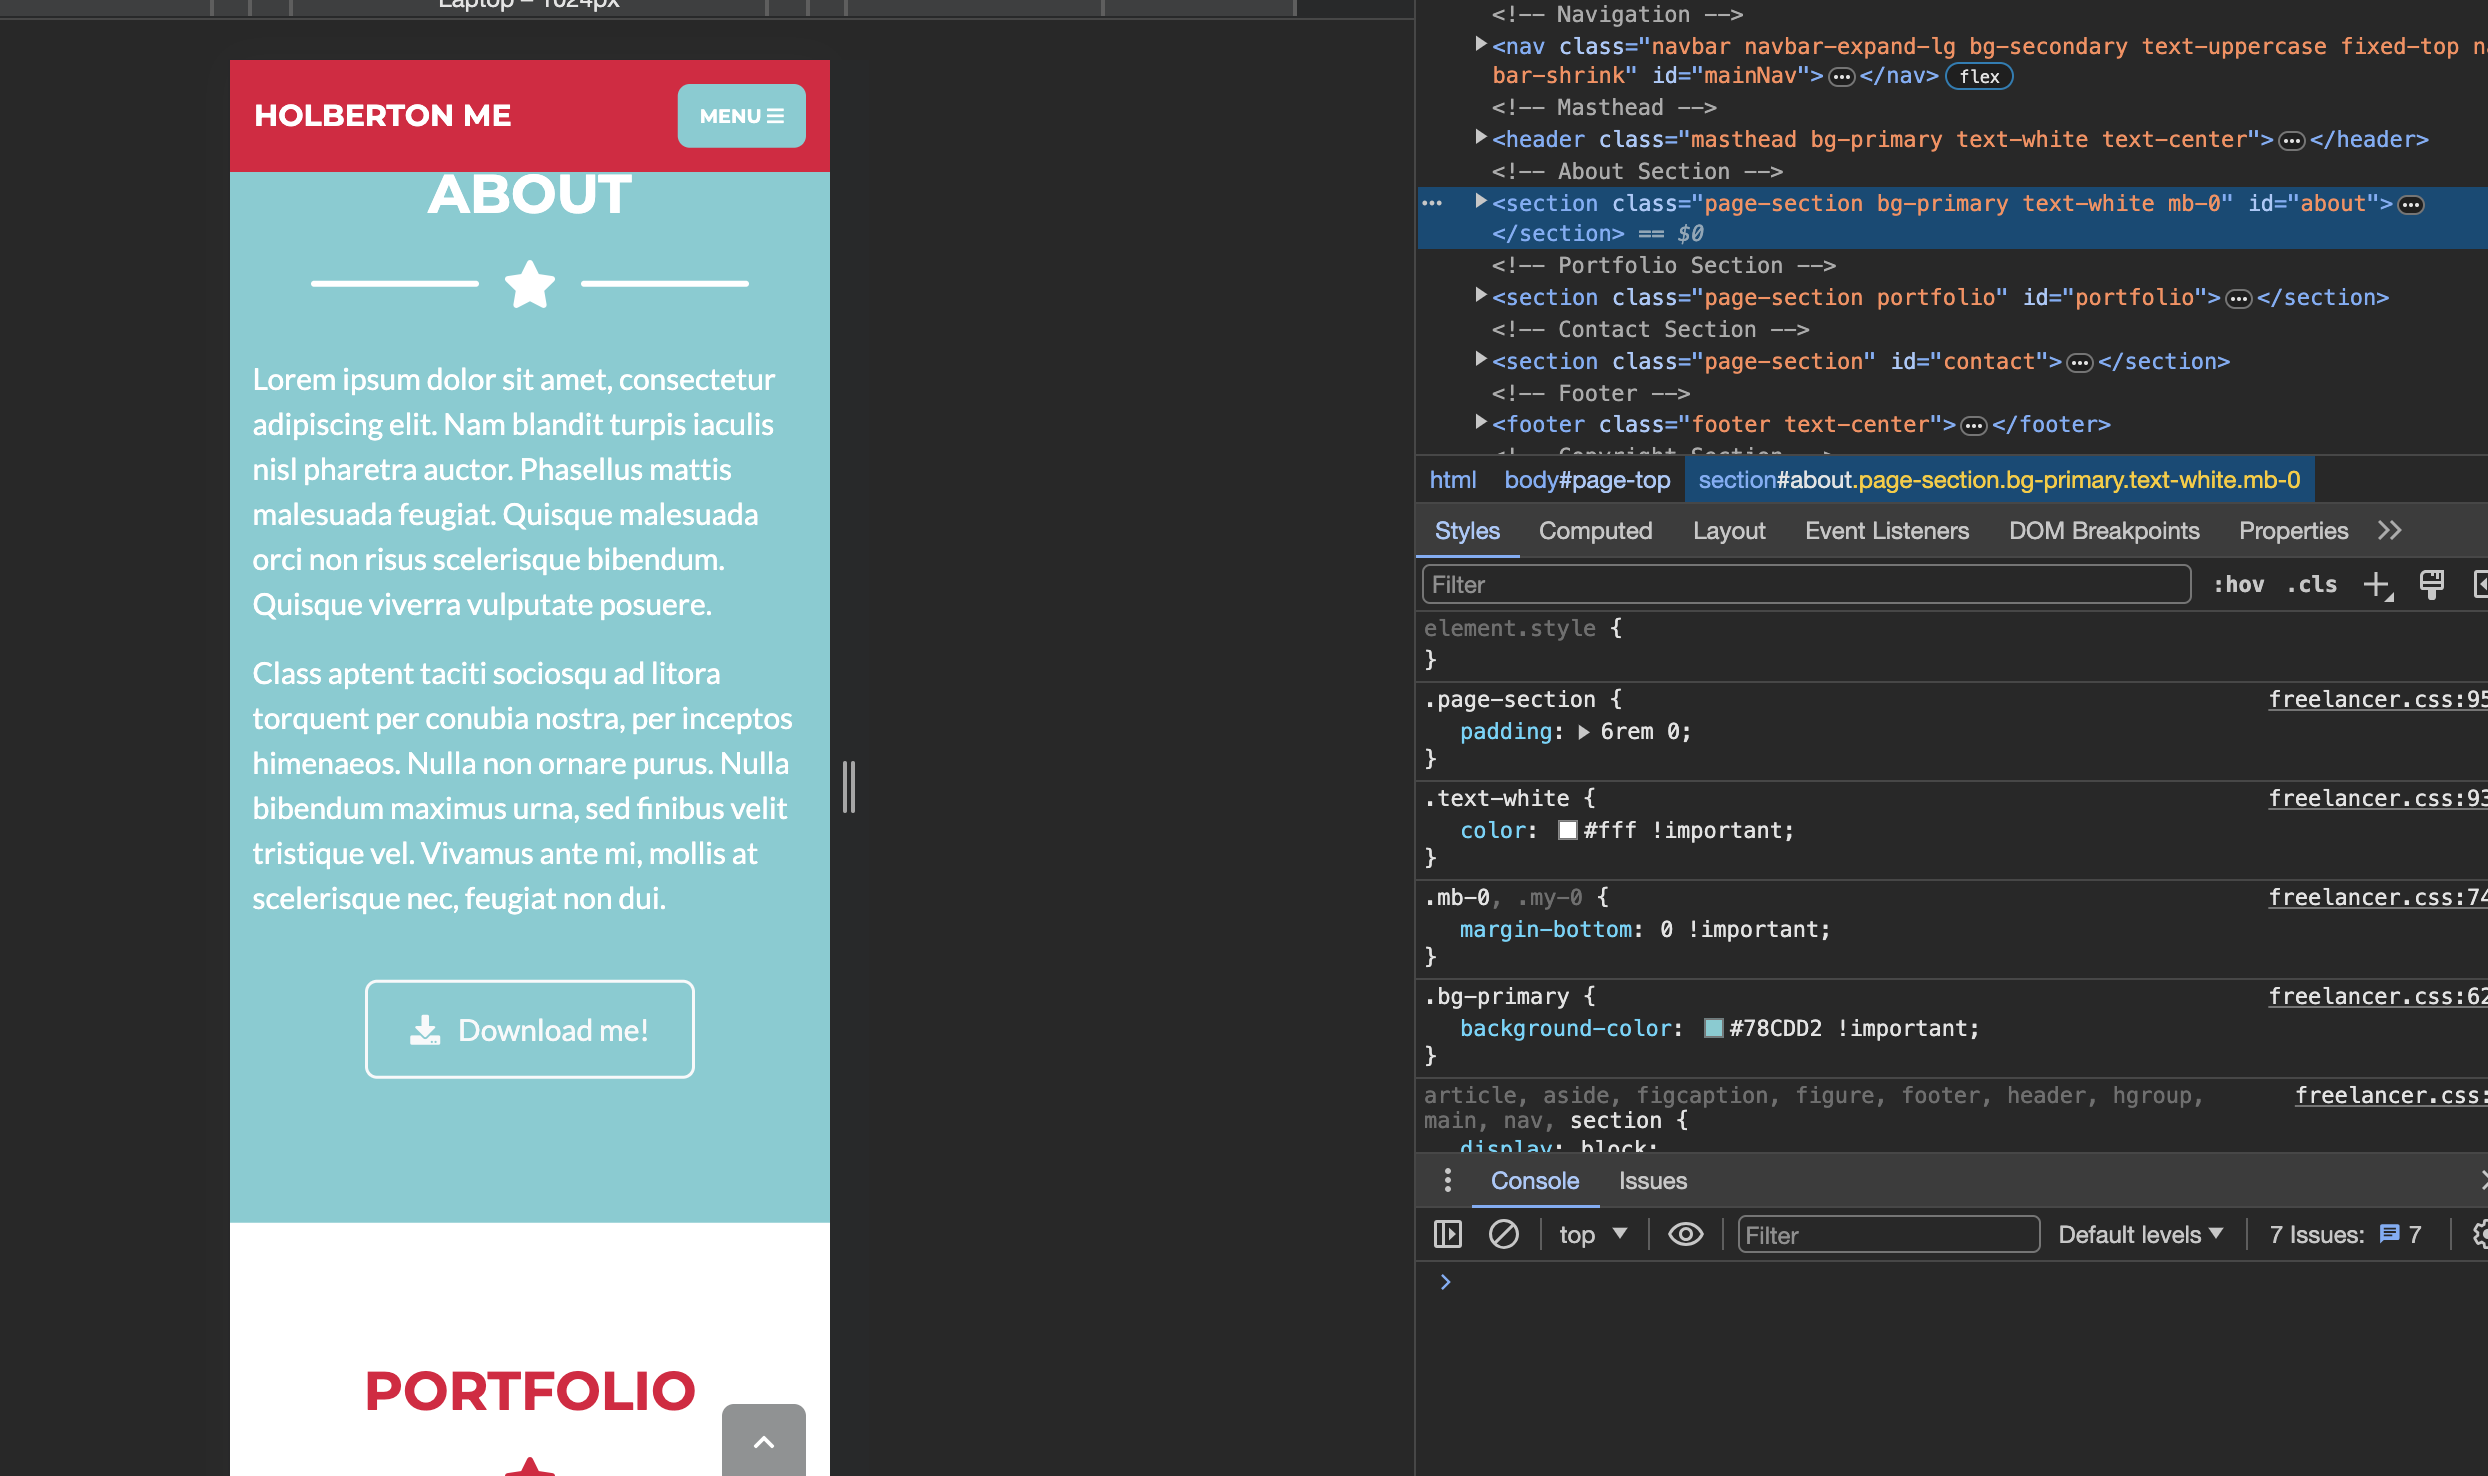 Laptop – 1024px
HOLBERTON ME
MENU
ABOUT
Lorem ipsum dolor sit amet, consectetur
adipiscing elit. Nam blandit turpis iaculis
nisl pharetra auctor. Phasellus mattis
malesuada feugiat. Quisque malesuada
orci non risus scelerisque bibendum.
Quisque viverra vulputate posuere.
Class aptent taciti sociosqu ad litora
torquent per conubia nostra, per inceptos
himenaeos. Nulla non ornare purus. Nulla
bibendum maximus urna, sed finibus velit
tristique vel. Vivamus ante mi, mollis at
scelerisque nec, feugiat non dui.
Download me!
PORTFOLIO
<!-- Navigation -->
<nav class="navbar navbar-expand-lg bg-secondary text-uppercase fixed-top n
bar-shrink" id="mainNav"> </nav> flex
<!-- Masthead -->
<header class="masthead bg-primary text-white text-center"> </header>
<!-- About Section -->
<section class="page-section bg-primary text-white mb-0" id="about">
</section> == $0
<!-- Portfolio Section -->
<section class="page-section portfolio" id="portfolio"> </section>
<!-- Contact Section -->
<section class="page-section" id="contact"> </section>
<!-- Footer -->
<footer class="footer text-center"> </footer>
<!-- Copyright Section -->
html body#page-top section#about.page-section.bg-primary.text-white.mb-0
Styles Computed Layout Event Listeners DOM Breakpoints Properties
Filter :hov .cls
element.style {
}
.page-section { freelancer.css:95
padding: 6rem 0;
}
.text-white { freelancer.css:93
color: #fff !important;
}
.mb-0, .my-0 { freelancer.css:74
margin-bottom: 0 !important;
}
.bg-primary { freelancer.css:62
background-color: #78CDD2 !important;
}
article, aside, figcaption, figure, footer, header, hgroup, freelancer.css:
main, nav, section {
display: block;
Console Issues
top Filter Default levels 7 Issues: 7